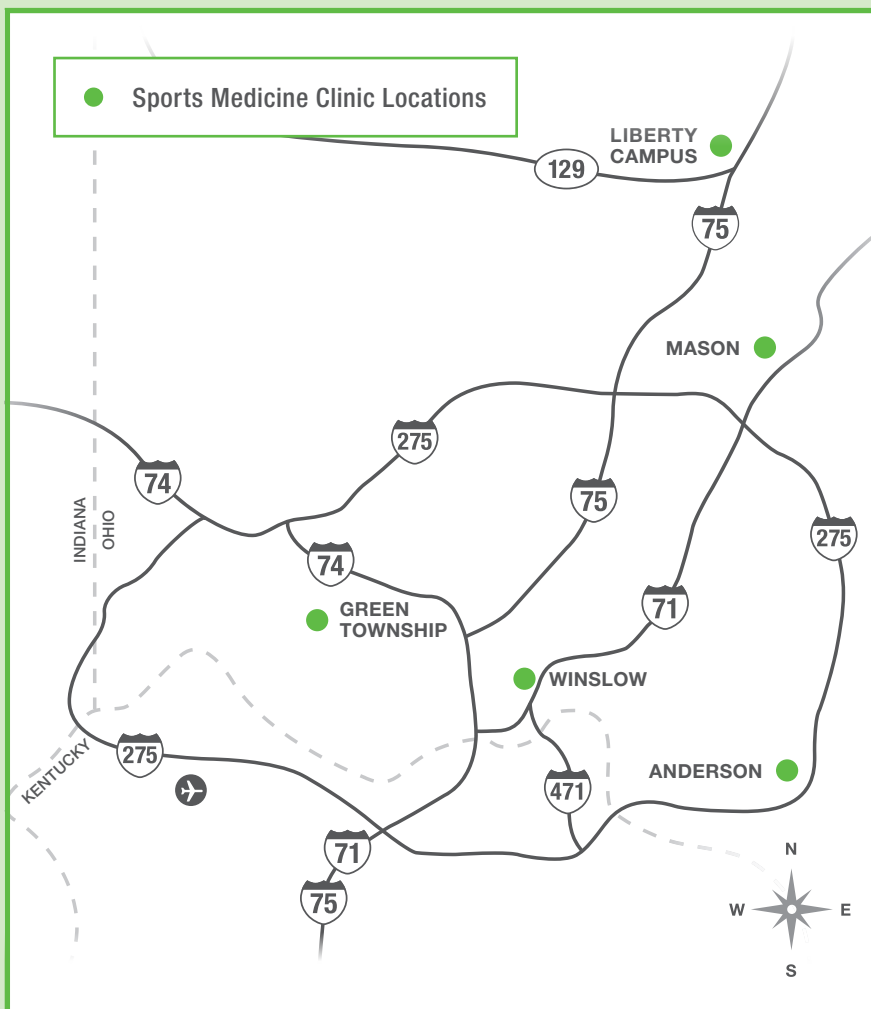 Sports Medicine Clinic Locations
LIBERTY
CAMPUS
129
75
MASON
275
74
75
INDIANA
OHIO
275
74
71
GREEN
TOWNSHIP
WINSLOW
KENTUCKY
275
ANDERSON
471
71
75
N
W
E
S